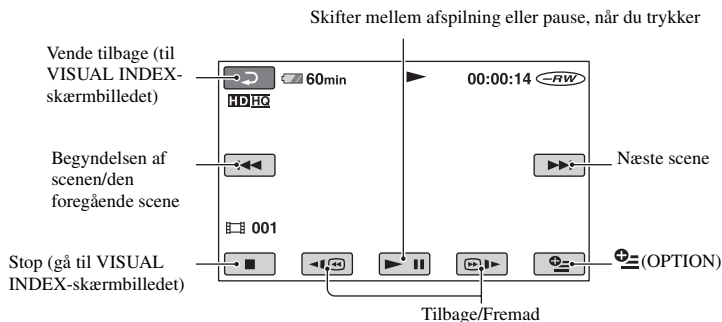 Skifter mellem afspilning eller pause, når du trykker
Vende tilbage (til
VISUAL INDEX-
skærmbilledet)
60min
00:00:14
-RW
HD HQ
Begyndelsen af
scenen/den
foregående scene
Næste scene
001
Stop (gå til VISUAL
INDEX-skærmbilledet)
(OPTION)
Tilbage/Fremad